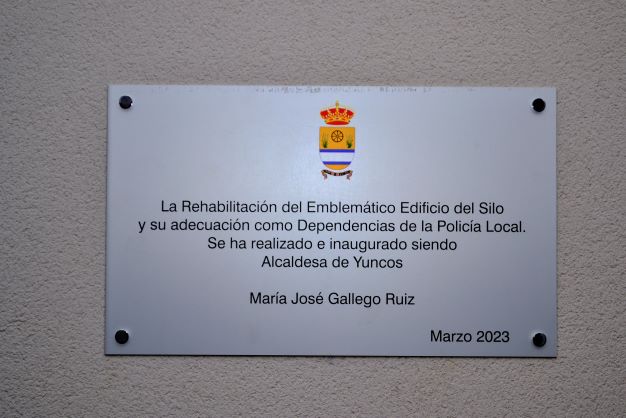 La Rehabilitación del Emblemático Edificio del Silo
y su adecuación como Dependencias de la Policía Local.
Se ha realizado e inaugurado siendo
Alcaldesa de Yuncos
María José Gallego Ruiz
Marzo 2023